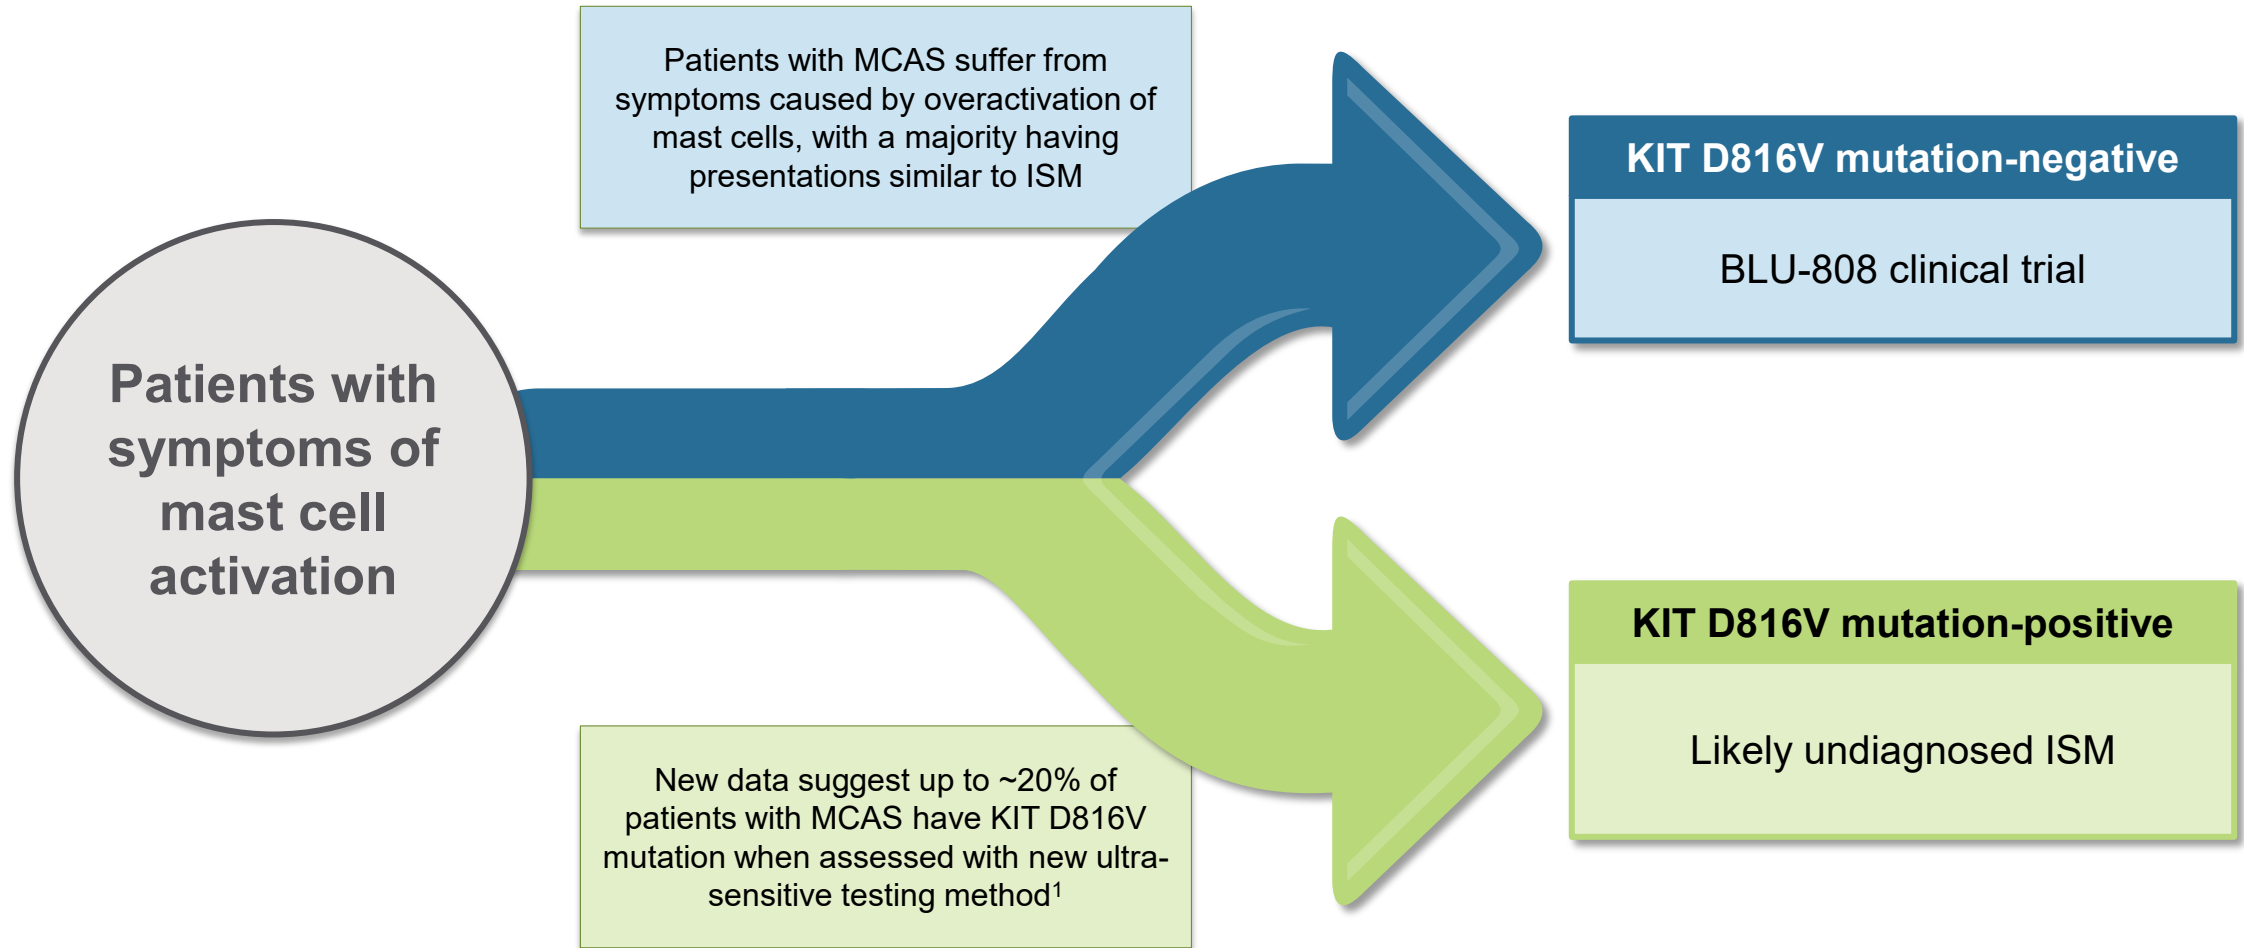 Patients with MCAS suffer from
symptoms caused by overactivation of
mast cells, with a majority having
presentations similar to ISM
KIT D816V mutation-negative
BLU-808 clinical trial
Patients with
symptoms of
mast cell
activation
KIT D816V mutation-positive
Likely undiagnosed ISM
New data suggest up to ~20% of
patients with MCAS have KIT D816V
mutation when assessed with new ultra-
sensitive testing method¹